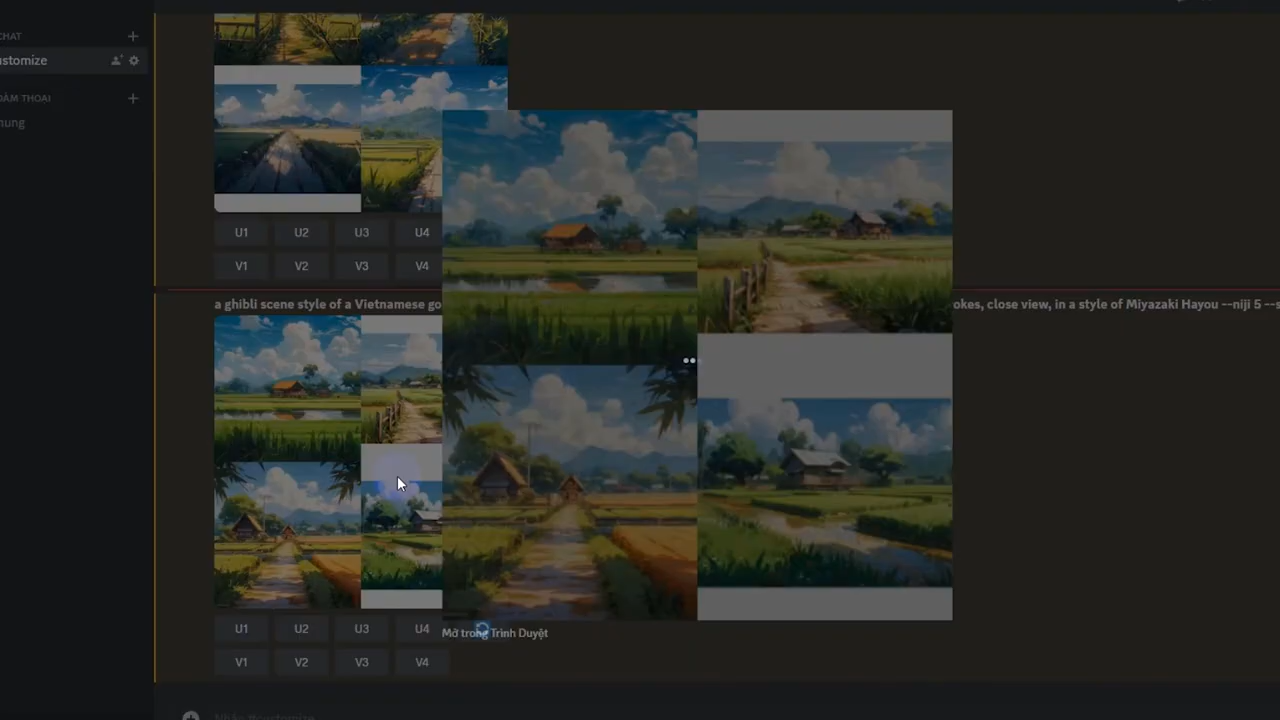 CHAT
ustomize
ĐÀM THOẠI
hung
U1 U2 U3 U4
V1 V2 V3 V4
a ghibli scene style of a Vietnamese go
okes, close view, in a style of Miyazaki Hayou --niji 5 --s
U1 U2 U3 U4
Mở trong Trình Duyệt
V1 V2 V3 V4
Nhắn #customize